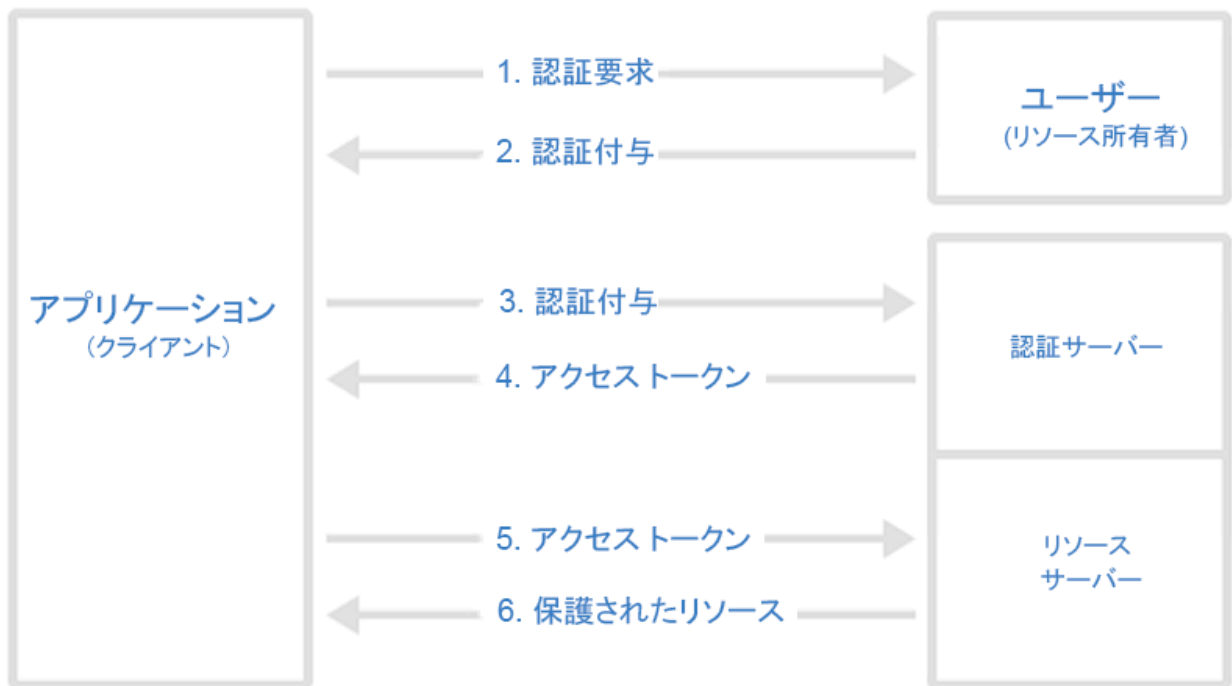 1. 認証要求
2. 認証付与
ユーザー
(リソース所有者)
アプリケーション
(クライアント)
3. 認証付与
4. アクセス トークン
認証サーバー
5. アクセス トークン
6. 保護されたリソース
リソース
サーバー